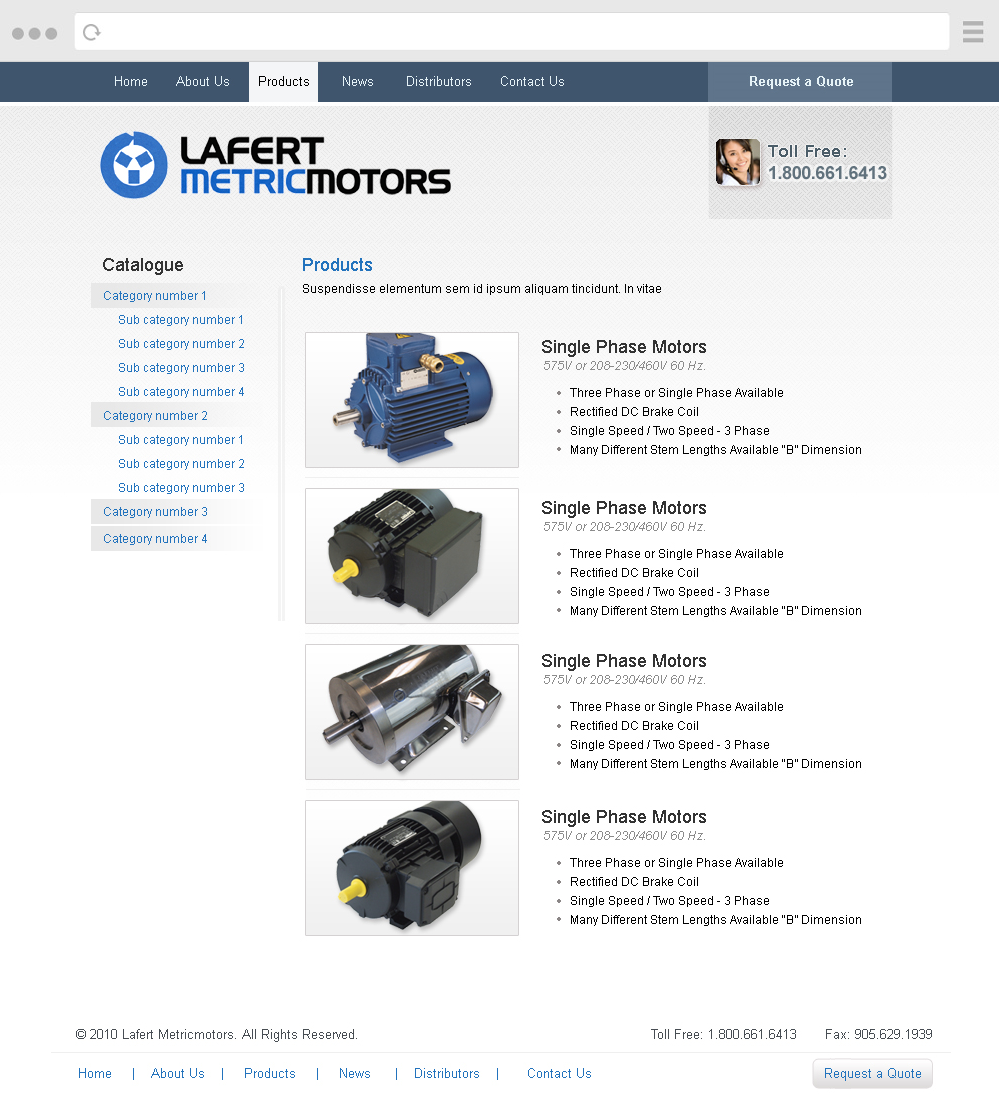 Home About Us Products News Distributors Contact Us Request a Quote
LAFERT
METRICMOTORS
Toll Free:
1.800.661.6413
Catalogue
Category number 1
Sub category number 1
Sub category number 2
Sub category number 3
Sub category number 4
Category number 2
Sub category number 1
Sub category number 2
Sub category number 3
Category number 3
Category number 4
Products
Suspendisse elementum sem id ipsum aliquam tincidunt. In vitae
Single Phase Motors
575V or 208-230/460V 60 Hz.
Three Phase or Single Phase Available
Rectified DC Brake Coil
Single Speed / Two Speed - 3 Phase
Many Different Stem Lengths Available "B" Dimension
Single Phase Motors
575V or 208-230/460V 60 Hz.
Three Phase or Single Phase Available
Rectified DC Brake Coil
Single Speed / Two Speed - 3 Phase
Many Different Stem Lengths Available "B" Dimension
Single Phase Motors
575V or 208-230/460V 60 Hz.
Three Phase or Single Phase Available
Rectified DC Brake Coil
Single Speed / Two Speed - 3 Phase
Many Different Stem Lengths Available "B" Dimension
Single Phase Motors
575V or 208-230/460V 60 Hz.
Three Phase or Single Phase Available
Rectified DC Brake Coil
Single Speed / Two Speed - 3 Phase
Many Different Stem Lengths Available "B" Dimension
© 2010 Lafert Metricmotors. All Rights Reserved. Toll Free: 1.800.661.6413 Fax: 905.629.1939
Home | About Us | Products | News | Distributors | Contact Us Request a Quote